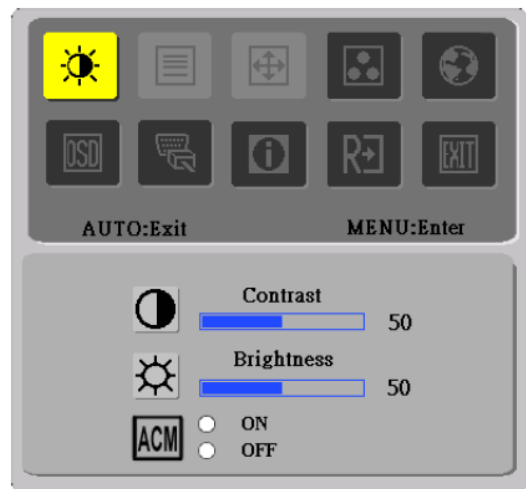 OSD
R
EXIT
AUTO:Exit MENU:Enter
Contrast
50
Brightness
50
ACM ON
OFF